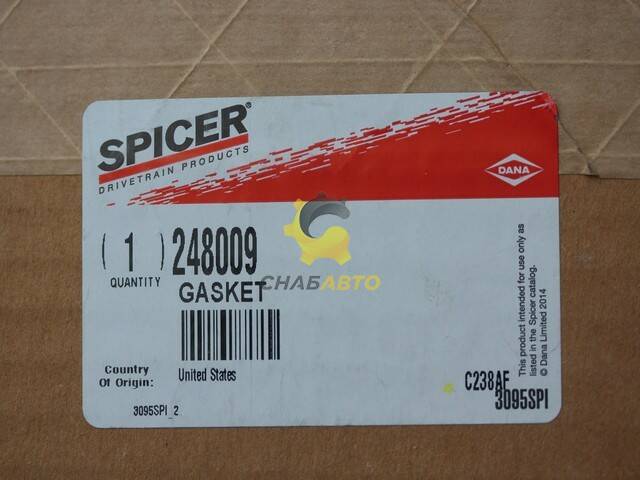 SPICER®
DRIVETRAIN PRODUCTS
DANA
( 1 ) 248009
QUANTITY
СНАБАВТО
GASKET
Country
Of Origin:
United States
3095SPI_2
C238AF
3095SPI
This product intended for use only as
listed in the Spicer catalog.
© Dana Limited 2014